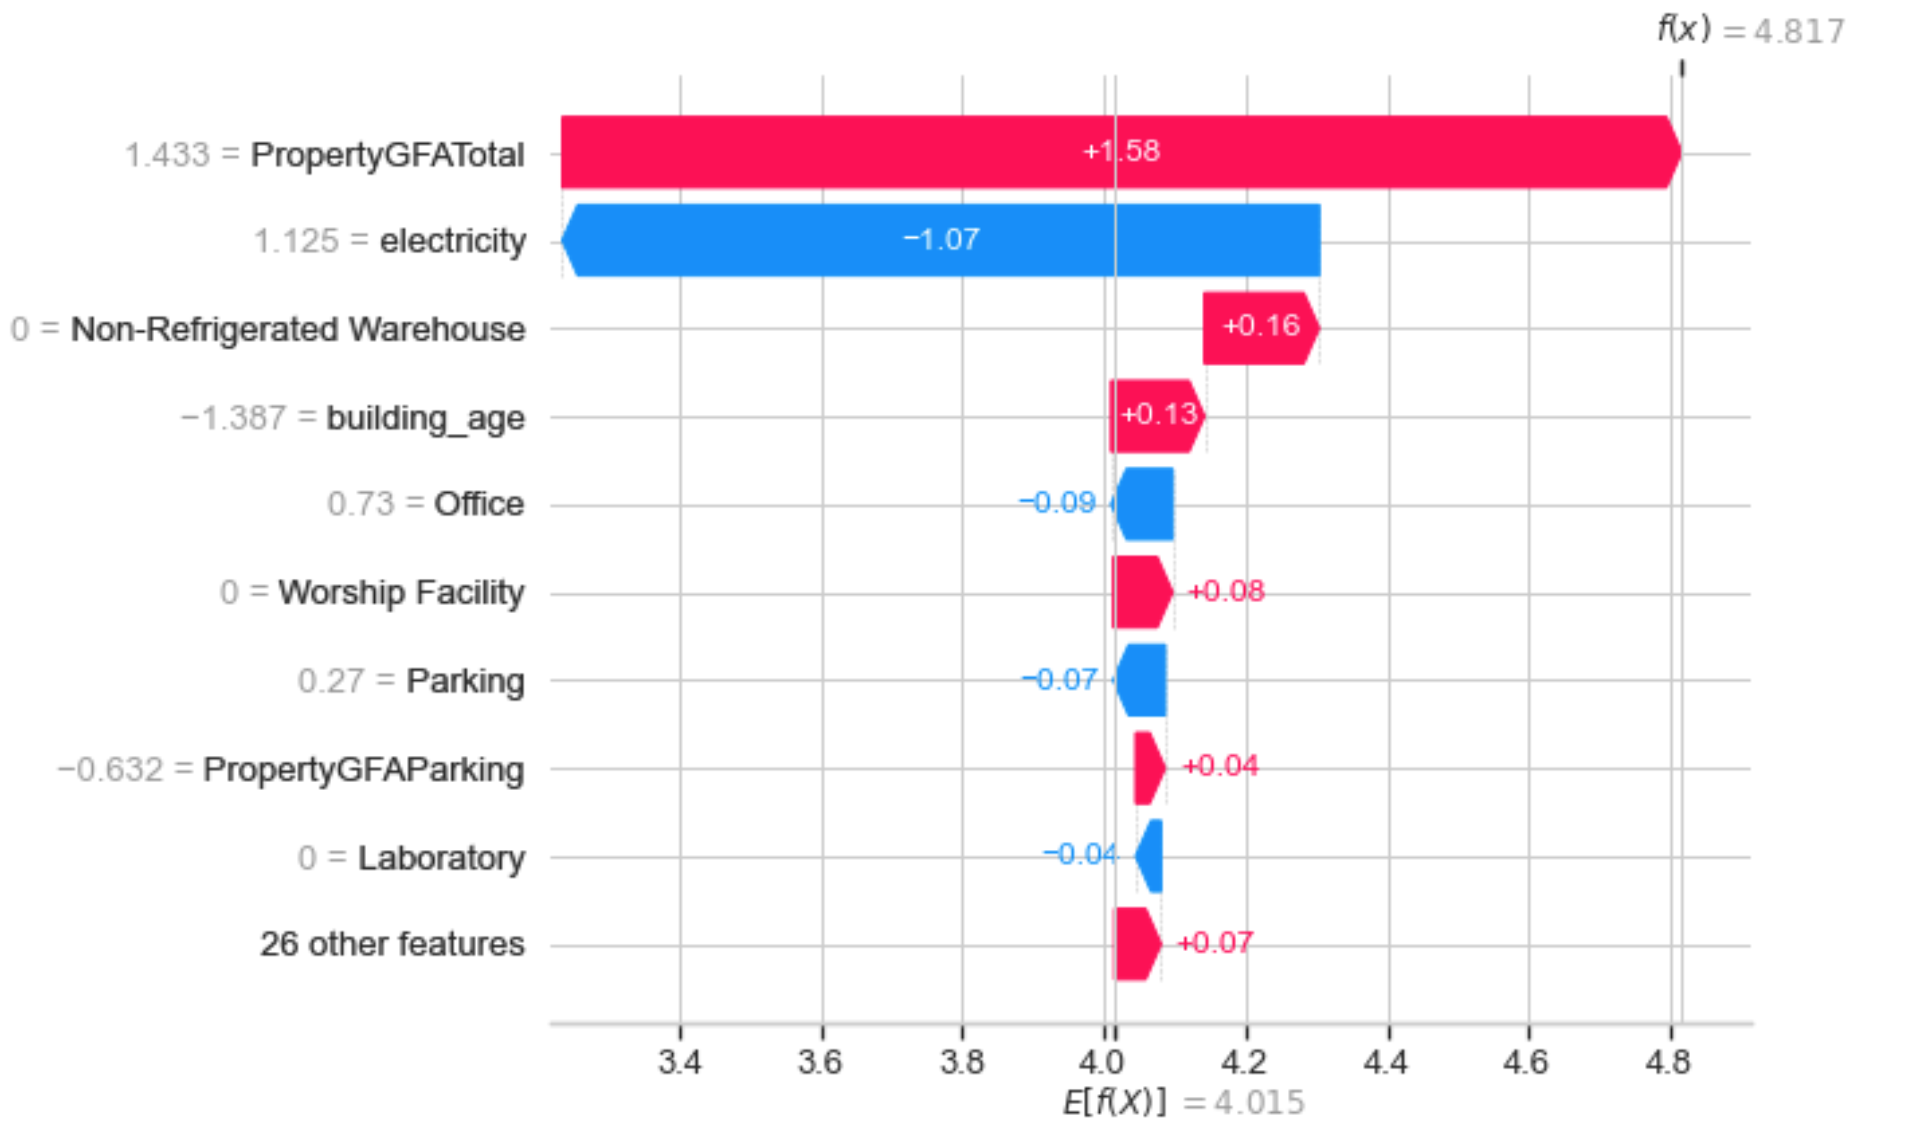 f(x) = 4.817
1.433 = PropertyGFATotal +1.58
1.125 = electricity −1.07
0 = Non-Refrigerated Warehouse +0.16
−1.387 = building_age +0.13
0.73 = Office −0.09
0 = Worship Facility +0.08
0.27 = Parking −0.07
−0.632 = PropertyGFAParking +0.04
0 = Laboratory −0.04
26 other features +0.07
3.4 3.6 3.8 4.0 4.2 4.4 4.6 4.8
E[f(X)] = 4.015